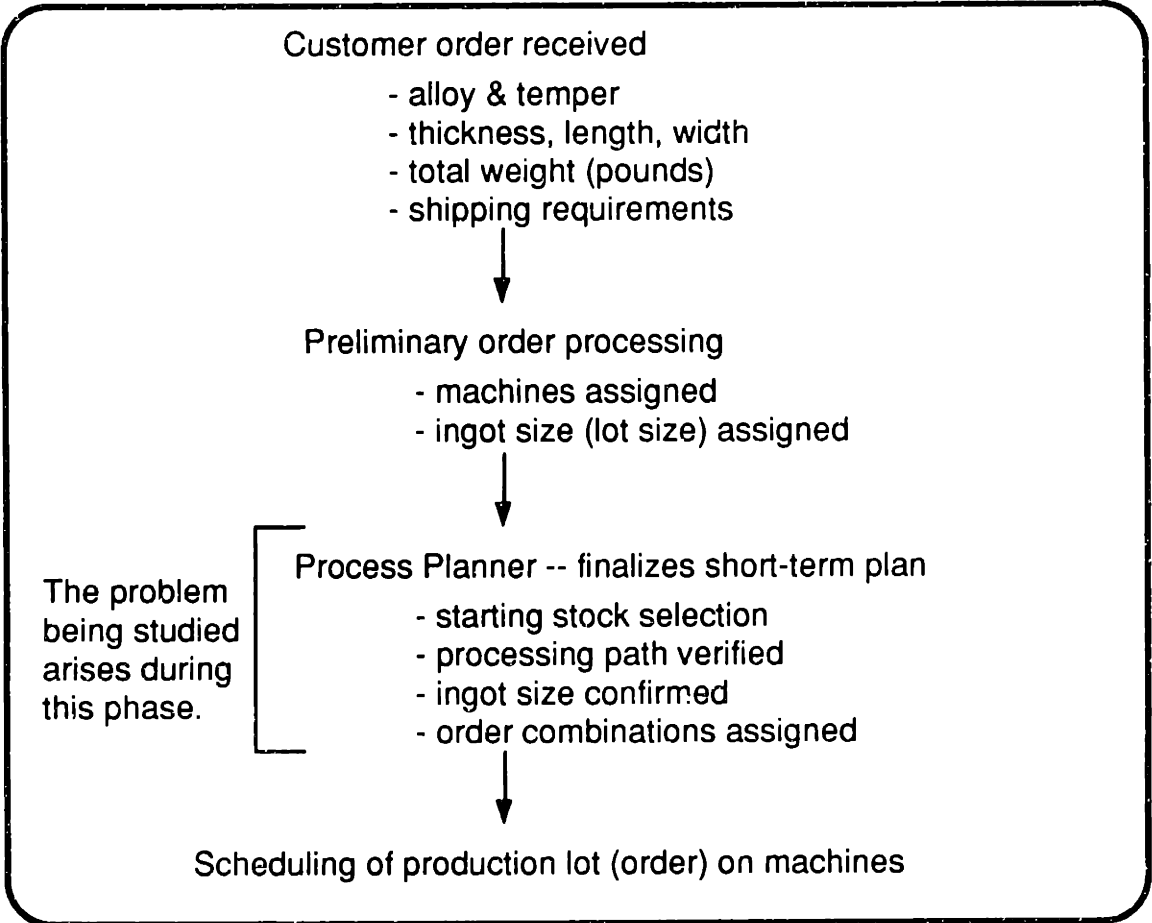 Customer order received
- alloy & temper
- thickness, length, width
- total weight (pounds)
- shipping requirements
Preliminary order processing
- machines assigned
- ingot size (lot size) assigned
The problem
being studied
arises during
this phase.
Process Planner -- finalizes short-term plan
- starting stock selection
- processing path verified
- ingot size confirmed
- order combinations assigned
Scheduling of production lot (order) on machines